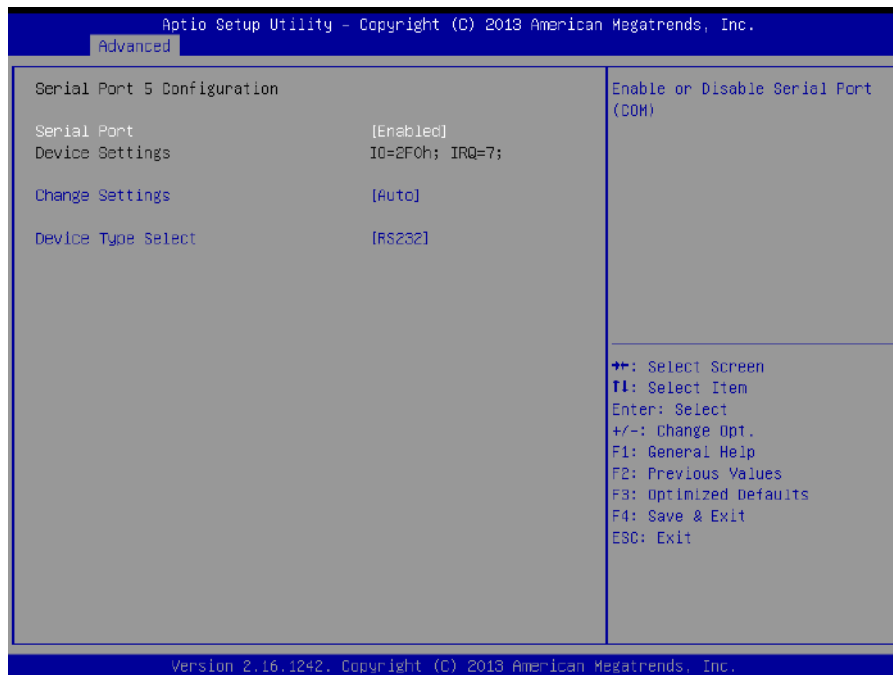 Aptio Setup Utility – Copyright (C) 2013 American Megatrends, Inc.
Advanced
Serial Port 5 Configuration
Serial Port [Enabled]
Device Settings IO=2F0h; IRQ=7;
Change Settings [Auto]
Device Type Select [RS232]
Enable or Disable Serial Port
(COM)
→←: Select Screen
↑↓: Select Item
Enter: Select
+/-: Change Opt.
F1: General Help
F2: Previous Values
F3: Optimized Defaults
F4: Save & Exit
ESC: Exit
Version 2.16.1242. Copyright (C) 2013 American Megatrends, Inc.